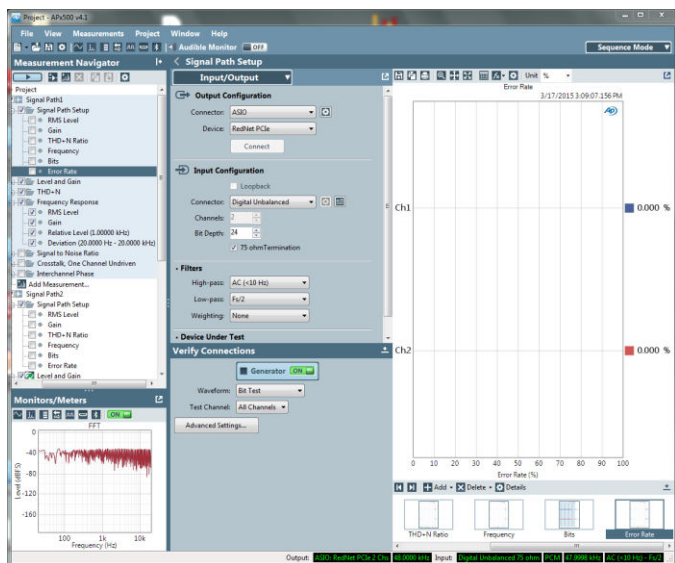 Project - APx500 v4.1
File View Measurements Project Window Help
Audible Monitor OFF
Sequence Mode
Measurement Navigator
Project
Signal Path1
Signal Path Setup
RMS Level
Gain
THD+N Ratio
Frequency
Bits
Error Rate
Level and Gain
THD+N
Frequency Response
RMS Level
Gain
Relative Level (1.00000 kHz)
Deviation (20.0000 Hz - 20.0000 kHz)
Signal to Noise Ratio
Crosstalk, One Channel Undriven
Interchannel Phase
Add Measurement...
Signal Path2
Signal Path Setup
RMS Level
Gain
THD+N Ratio
Frequency
Bits
Error Rate
Level and Gain
Monitors/Meters
ON
FFT
Level (dBFS)
0
-40
-80
-120
-160
100 1k 10k
Frequency (Hz)
Signal Path Setup
Input/Output
Output Configuration
Connector: ASIO
Device: RedNet PCIe
Connect
Input Configuration
Loopback
Connector: Digital Unbalanced
Channels: 2
Bit Depth: 24
75 ohmTermination
Filters
High-pass: AC (<10 Hz)
Low-pass: Fs/2
Weighting: None
Device Under Test
Verify Connections
Generator ON
Waveform: Bit Test
Test Channel: All Channels
Advanced Settings...
Unit %
Error Rate
3/17/2015 3:09:07.156 PM
AP
Ch1
0.000 %
Ch2
0.000 %
0 10 20 30 40 50 60 70 80 90 100
Error Rate (%)
Add Delete Details
THD+N Ratio
Frequency
Bits
Error Rate
Output: ASIO: RedNet PCIe 2 Chs 48.0000 kHz Input: Digital Unbalanced 75 ohm PCM 47.9998 kHz AC (<10 Hz) - Fs/2